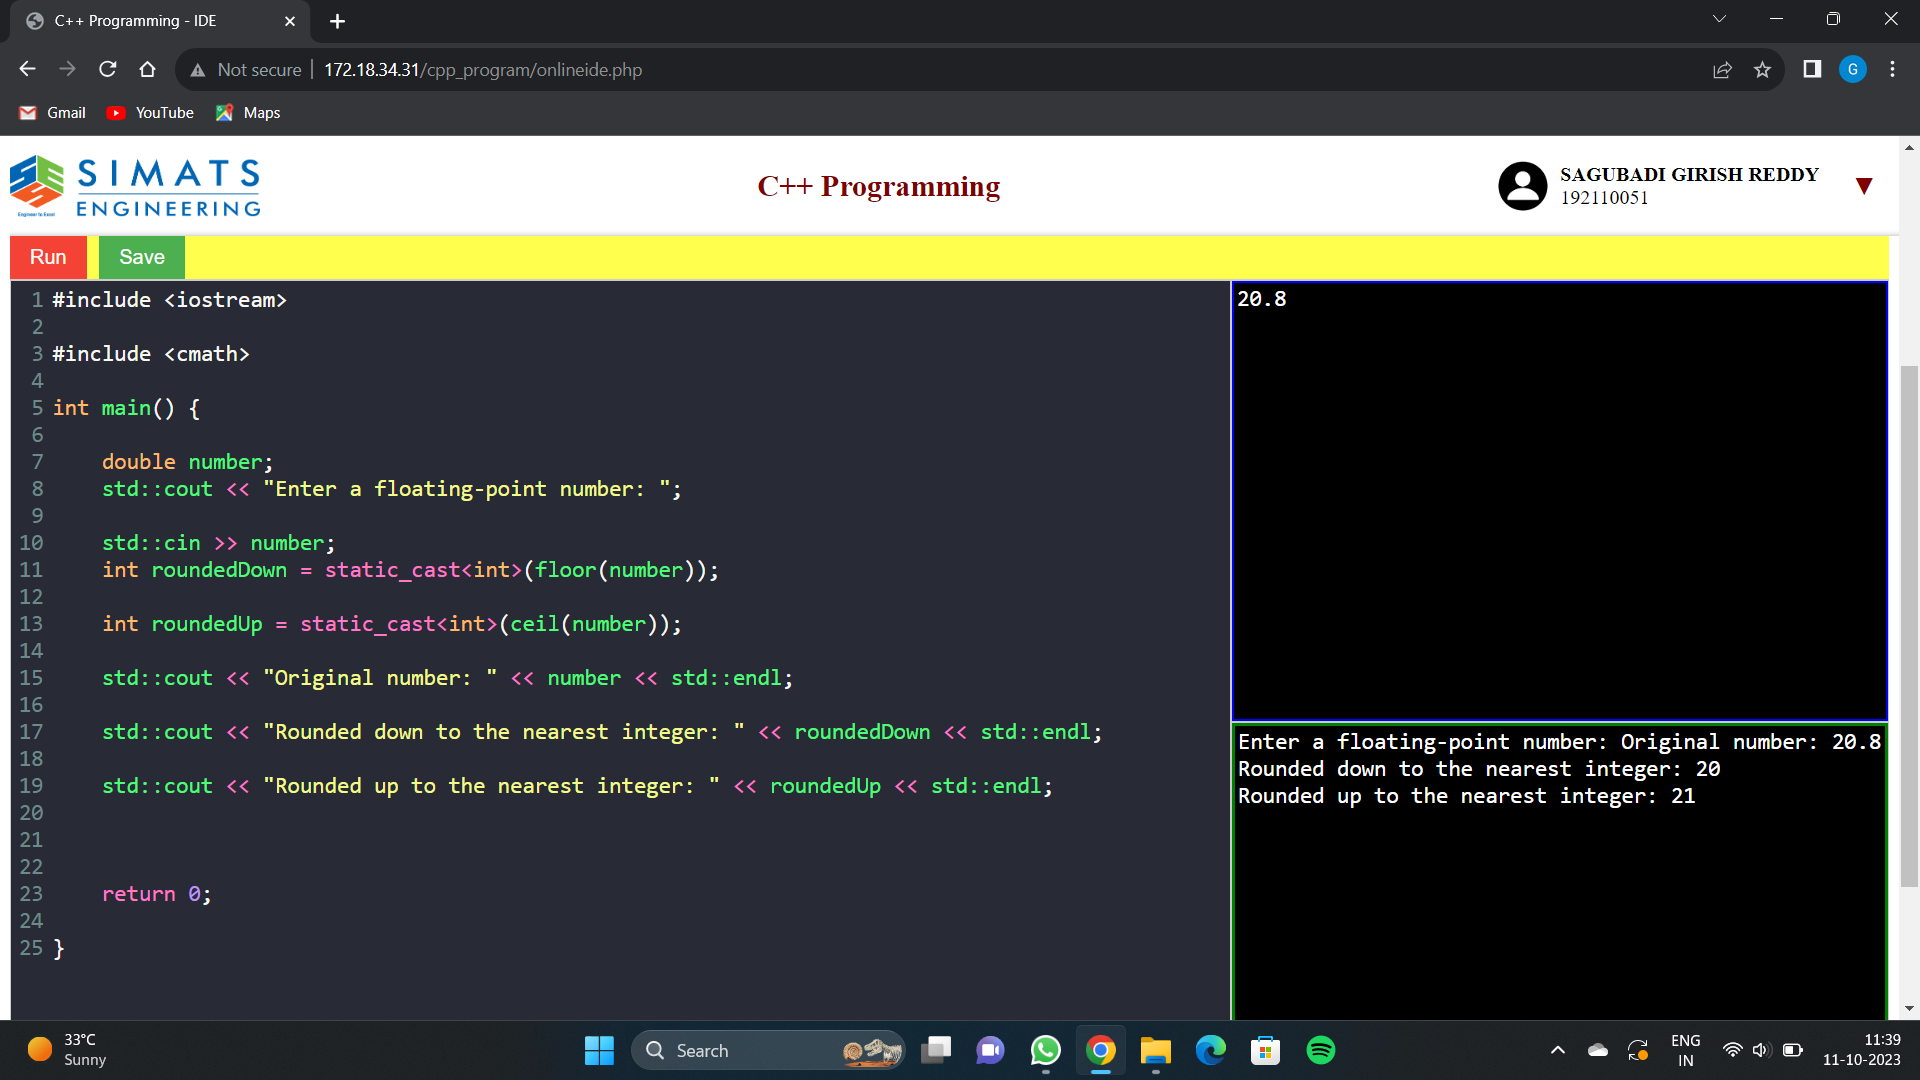 C++ Programming - IDE
Not secure 172.18.34.31/cpp_program/onlineide.php
G
Gmail YouTube Maps
SIMATS
ENGINEERING
Engineer to Excel
C++ Programming
SAGUBADI GIRISH REDDY
192110051
Run Save
1 #include <iostream>
2
3 #include <cmath>
4
5 int main() {
6
7     double number;
8     std::cout << "Enter a floating-point number: ";
9
10     std::cin >> number;
11     int roundedDown = static_cast<int>(floor(number));
12
13     int roundedUp = static_cast<int>(ceil(number));
14
15     std::cout << "Original number: " << number << std::endl;
16
17     std::cout << "Rounded down to the nearest integer: " << roundedDown << std::endl;
18
19     std::cout << "Rounded up to the nearest integer: " << roundedUp << std::endl;
20
21
22
23     return 0;
24
25 }
20.8
Enter a floating-point number: Original number: 20.8
Rounded down to the nearest integer: 20
Rounded up to the nearest integer: 21
33°C
Sunny
Search
ENG
IN
11:39
11-10-2023